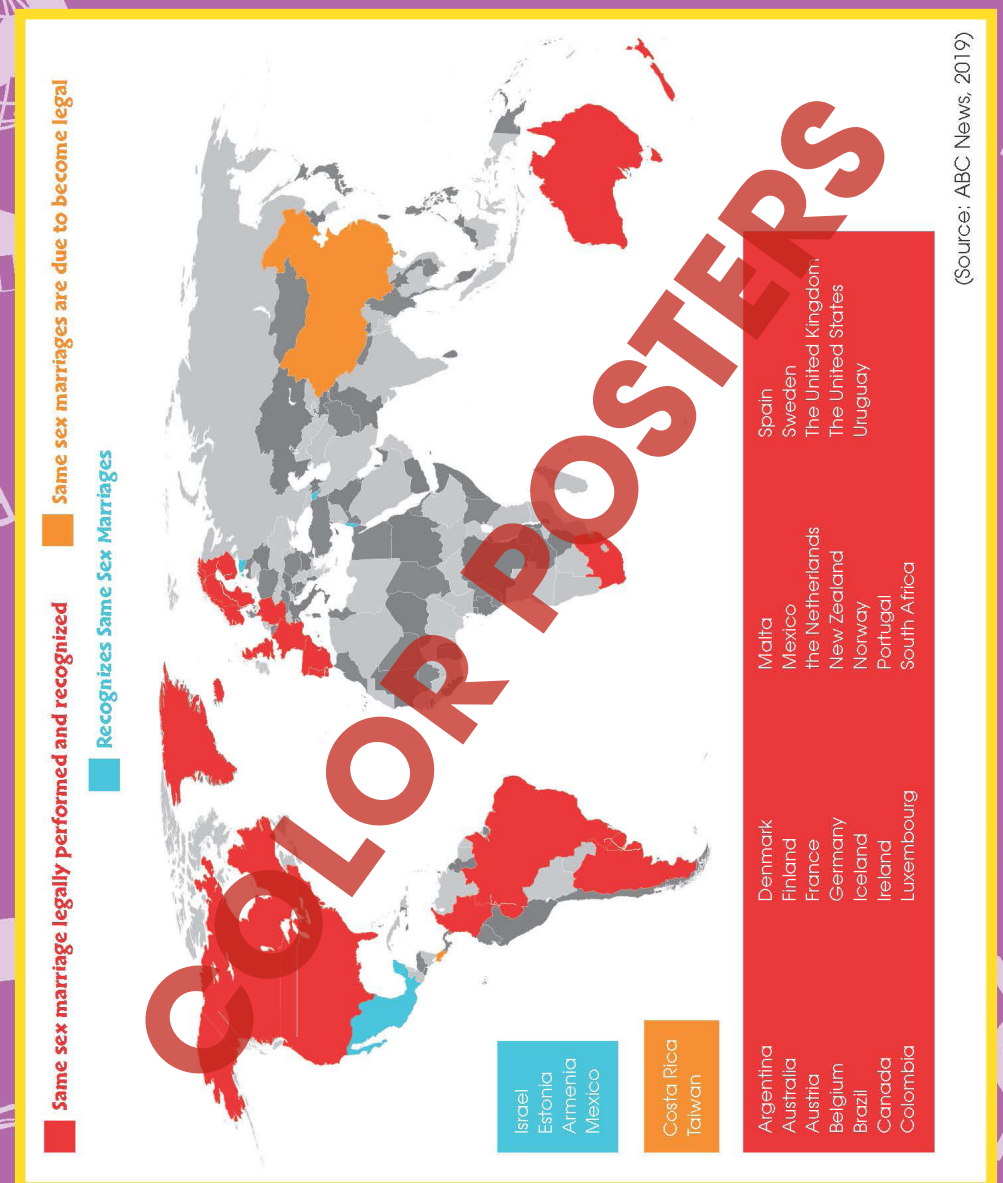 Same sex marriage legally performed and recognized
Same sex marriages are due to become legal
Recognizes Same Sex Marriages
Israel
Estonia
Armenia
Mexico
Costa Rica
Taiwan
Argentina
Australia
Austria
Belgium
Brazil
Canada
Colombia
Denmark
Finland
France
Germany
Iceland
Ireland
Luxembourg
Malta
Mexico
the Netherlands
New Zealand
Norway
Portugal
South Africa
Spain
Sweden
The United Kingdom
The United States
Uruguay
(Source: ABC News, 2019)
COLOR POSTERS